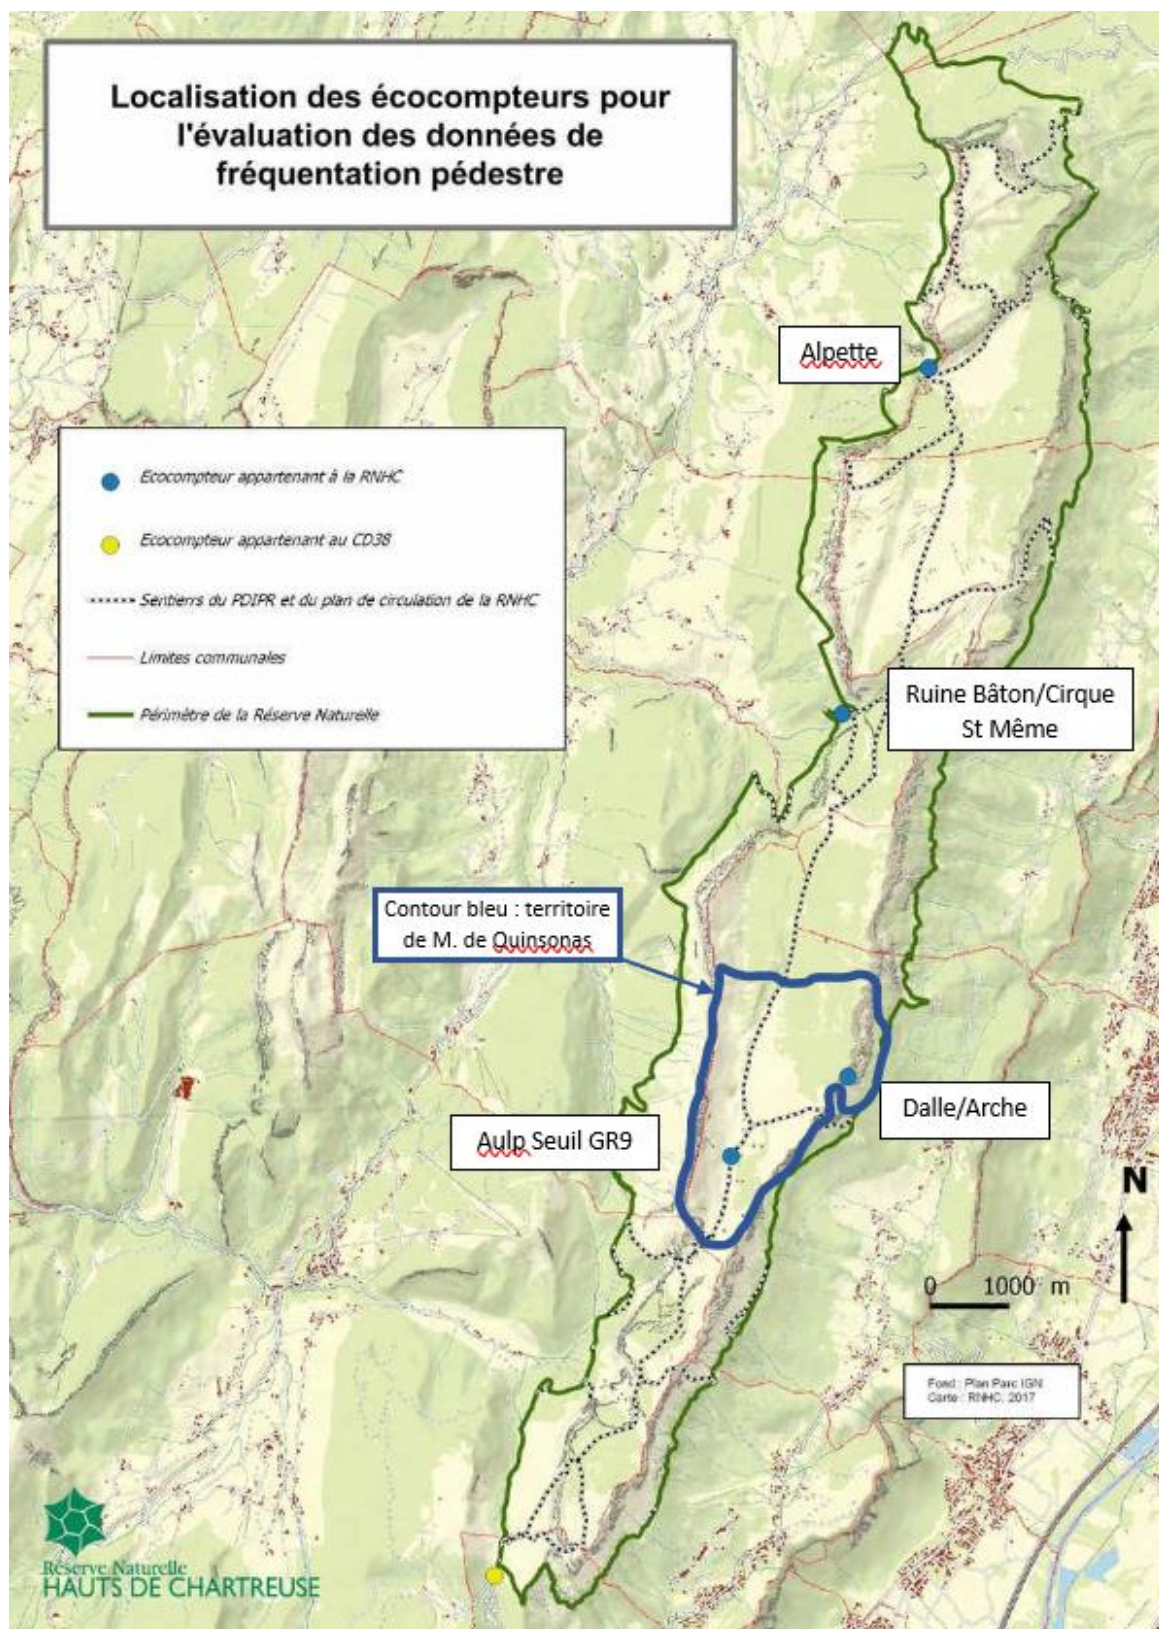 Localisation des écocompteurs pour
l'évaluation des données de
fréquentation pédestre
Alpette
Ecocompteur appartenant à la RNHC
Ecocompteur appartenant au CD38
Sentierrs du PDIPR et du plan de circulation de la RNHC
Limites communales
Périmètre de la Réserve Naturelle
Ruine Bâton/Cirque
St Même
Contour bleu : territoire
de M. de Quinsonas
Dalle/Arche
Aulp Seuil GR9
N
0 1000 m
Fond : Plan Parc IGN
Carte : RNHC, 2017
Réserve Naturelle
HAUTS DE CHARTREUSE